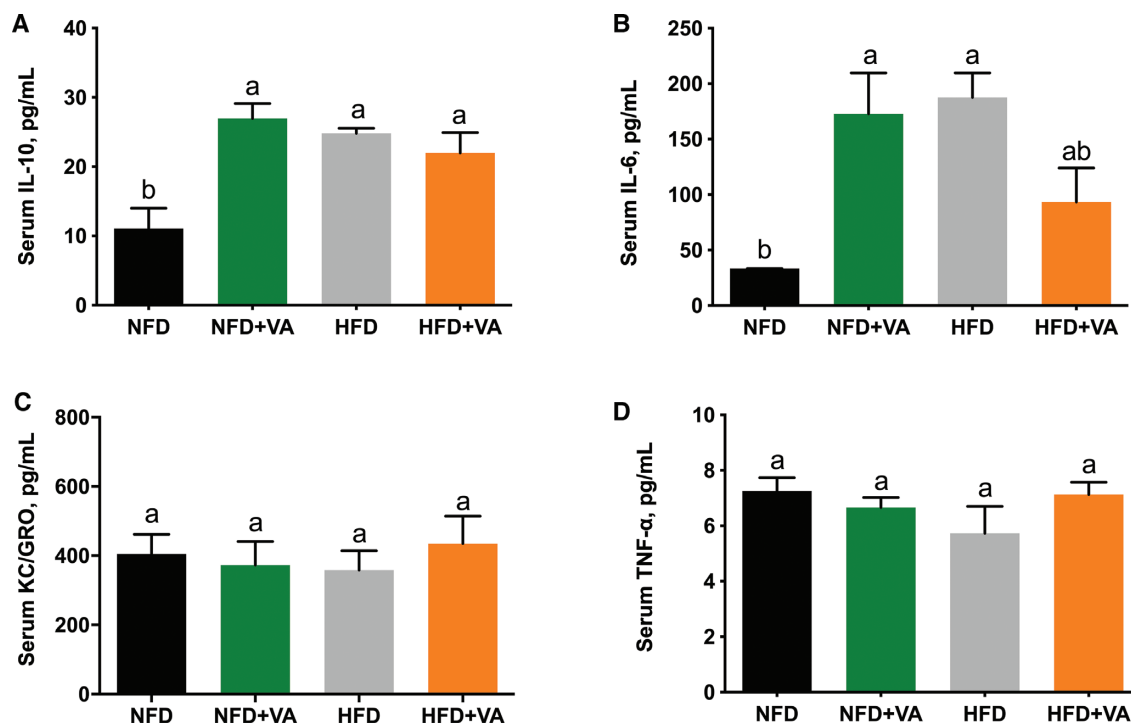 A
Serum IL-10, pg/mL
40
30
20
10
0
b
a
a
a
NFD
NFD+VA
HFD
HFD+VA
B
Serum IL-6, pg/mL
250
200
150
100
50
0
b
a
a
ab
NFD
NFD+VA
HFD
HFD+VA
C
Serum KC/GRO, pg/mL
800
600
400
200
0
a
a
a
a
NFD
NFD+VA
HFD
HFD+VA
D
Serum TNF-α, pg/mL
10
8
6
4
2
0
a
a
a
a
NFD
NFD+VA
HFD
HFD+VA